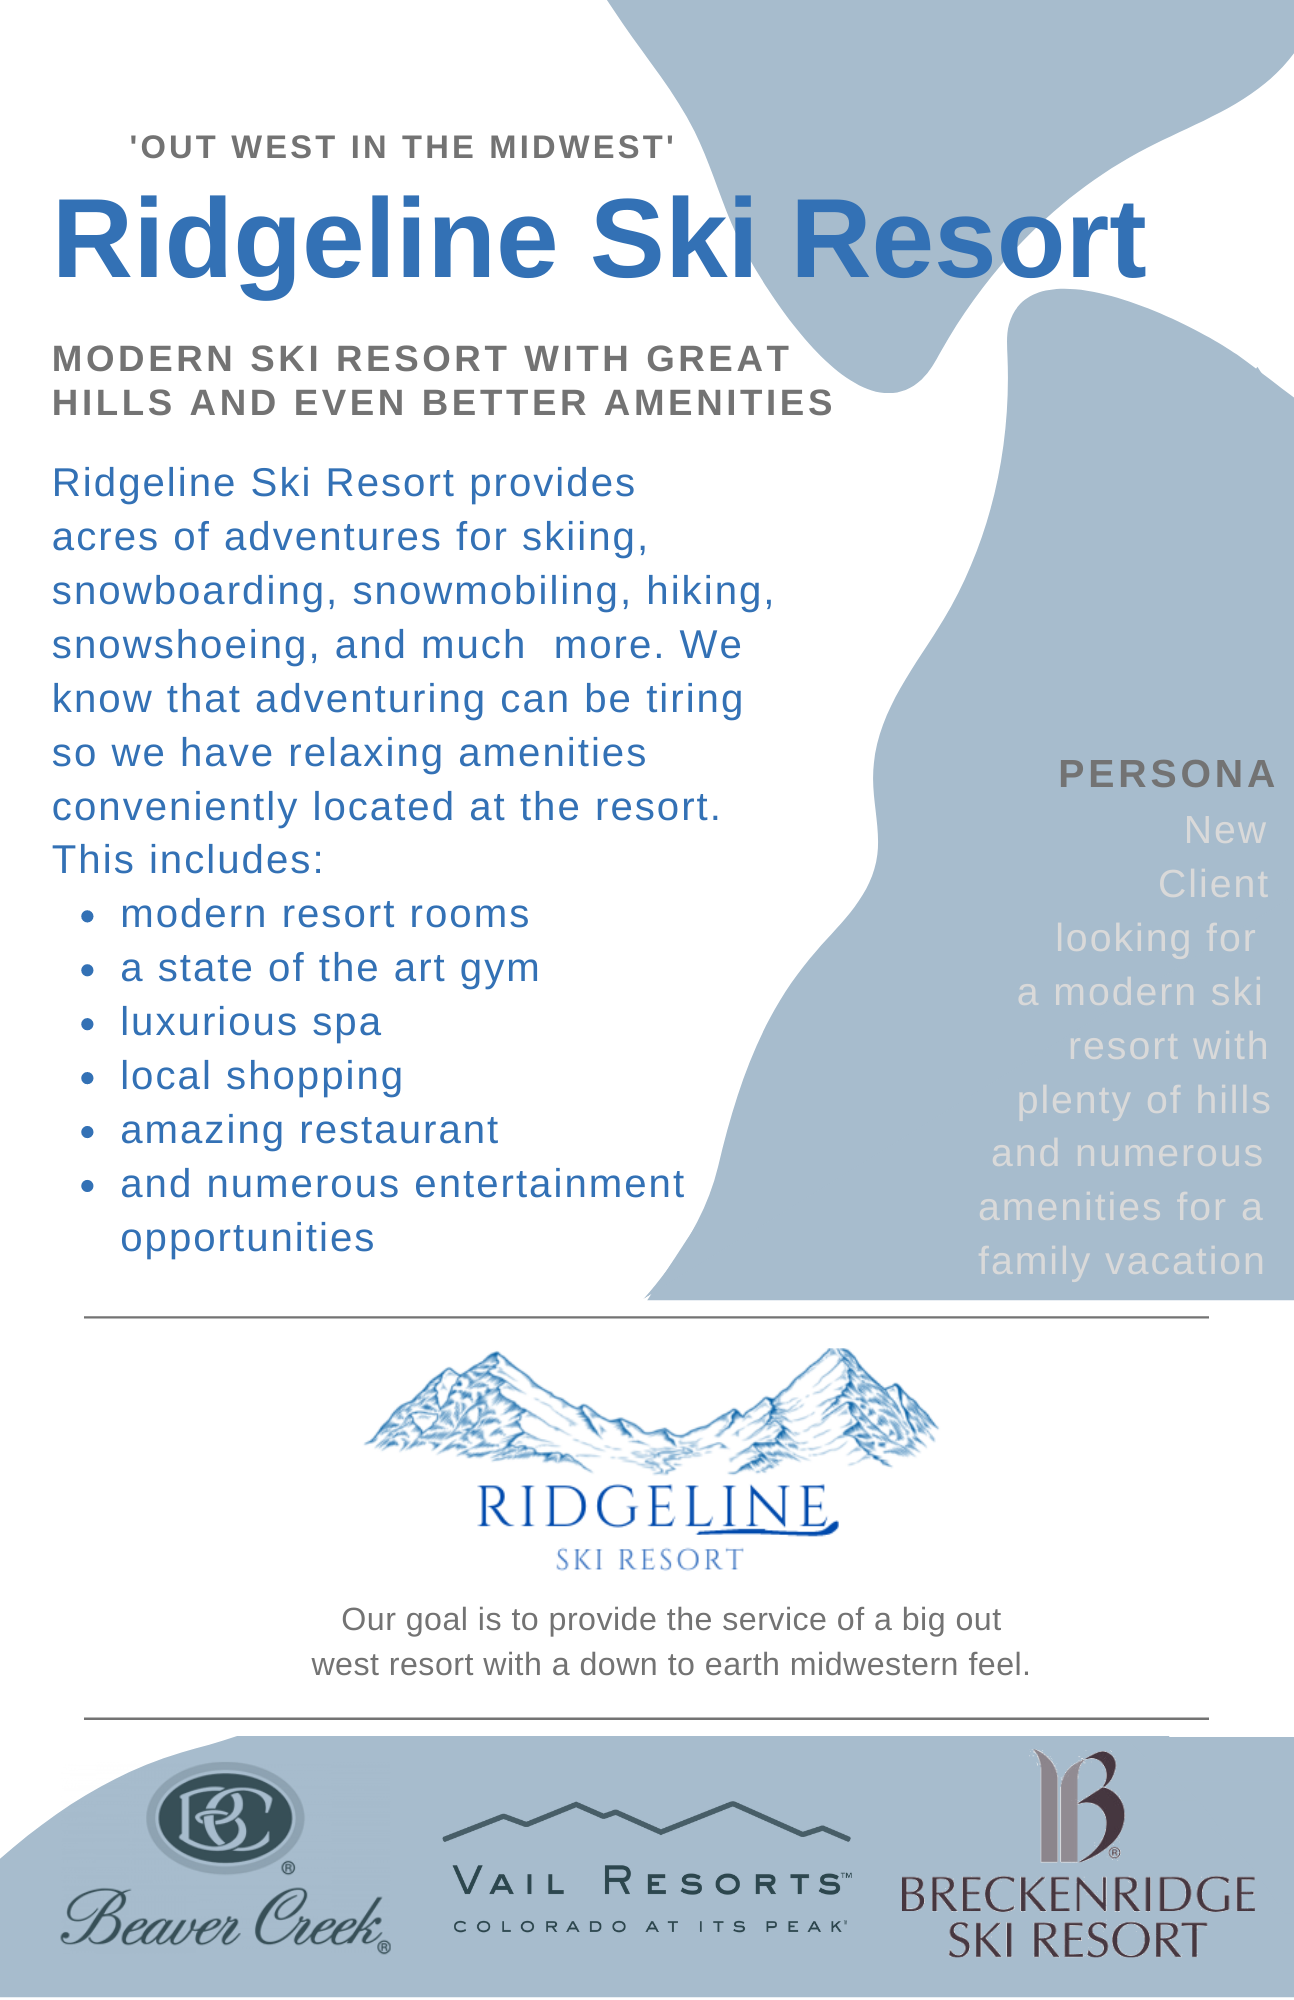 'OUT WEST IN THE MIDWEST'
Ridgeline Ski Resort
MODERN SKI RESORT WITH GREAT
HILLS AND EVEN BETTER AMENITIES
Ridgeline Ski Resort provides
acres of adventures for skiing,
snowboarding, snowmobiling, hiking,
snowshoeing, and much  more. We
know that adventuring can be tiring
so we have relaxing amenities
conveniently located at the resort.
This includes:
• modern resort rooms
• a state of the art gym
• luxurious spa
• local shopping
• amazing restaurant
• and numerous entertainment
opportunities
PERSONA
New
Client
looking for
a modern ski
resort with
plenty of hills
and numerous
amenities for a
family vacation
RIDGELINE
SKI RESORT
Our goal is to provide the service of a big out
west resort with a down to earth midwestern feel.
BC®
Beaver Creek®
VAIL RESORTS™
COLORADO AT ITS PEAK®
B®
BRECKENRIDGE
SKI RESORT